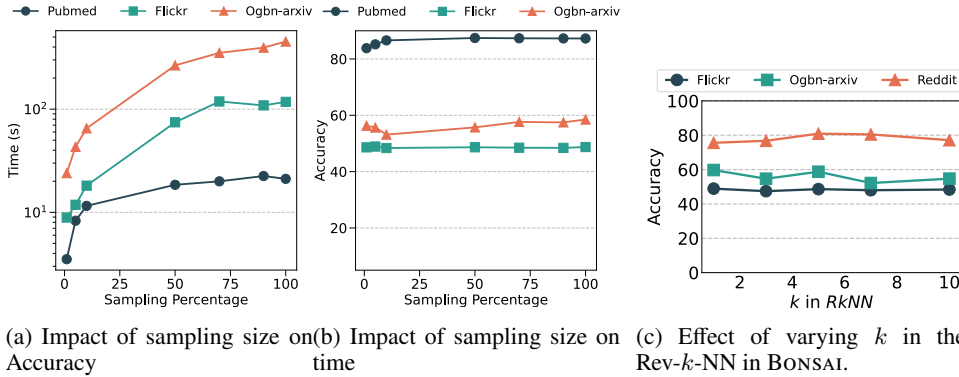 Pubmed Flickr Ogbn-arxiv
10²
10¹
Time (s)
0 25 50 75 100
Sampling Percentage
(a) Impact of sampling size on
Accuracy
Pubmed Flickr Ogbn-arxiv
80
60
40
20
Accuracy
0 25 50 75 100
Sampling Percentage
(b) Impact of sampling size on
time
Flickr Ogbn-arxiv Reddit
100
80
60
40
20
0
Accuracy
2 4 6 8 10
k in RkNN
(c) Effect of varying k in the
Rev-k-NN in BONSAI.